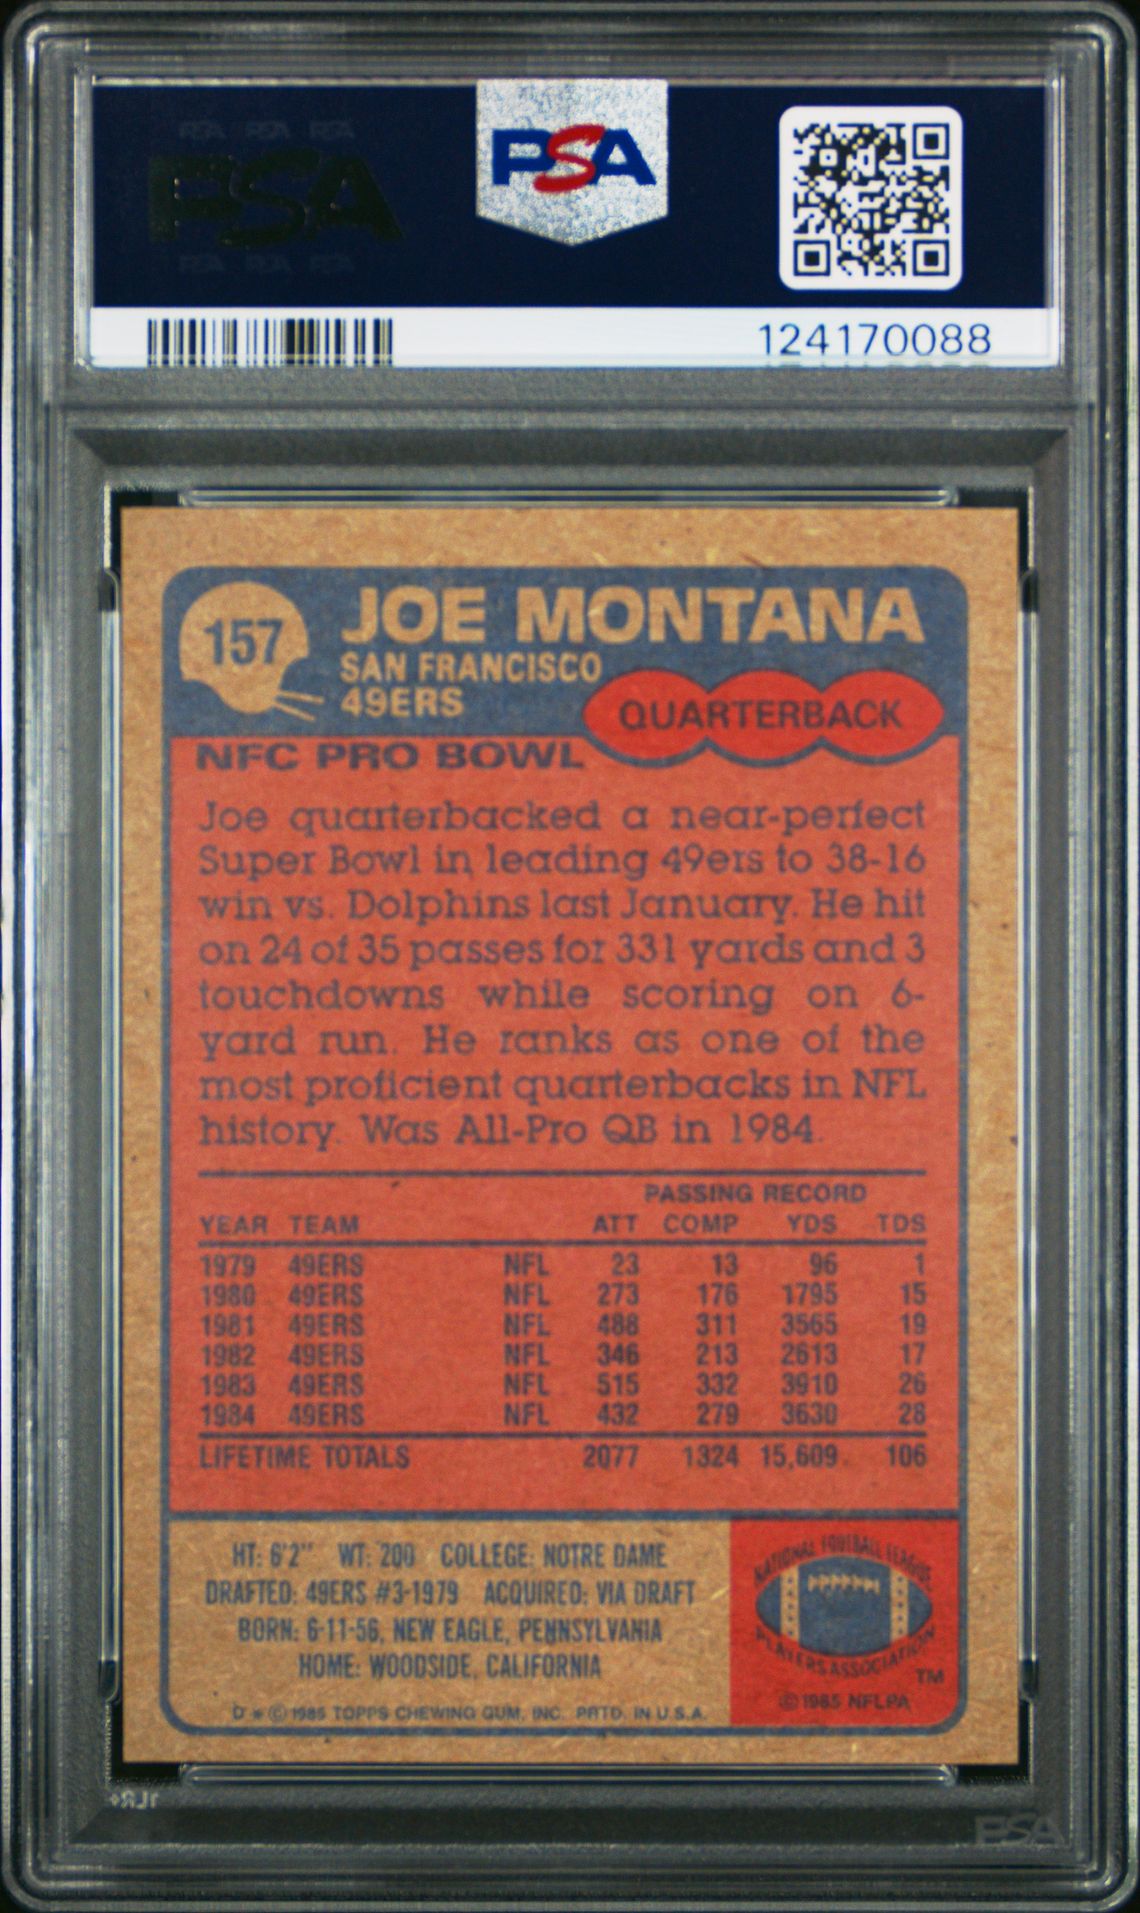 PSA PSA PSA
PSA
PSA PSA PSA
PSA
124170088
157
JOE MONTANA
SAN FRANCISCO
49ERS
QUARTERBACK
NFC PRO BOWL
Joe quarterbacked a near-perfect
Super Bowl in leading 49ers to 38-16
win vs. Dolphins last January. He hit
on 24 of 35 passes for 331 yards and 3
touchdowns while scoring on 6-
yard run. He ranks as one of the
most proficient quarterbacks in NFL
history. Was All-Pro QB in 1984.
PASSING RECORD
YEAR TEAM ATT COMP YDS TDS
1979 49ERS NFL 23 13 96 1
1980 49ERS NFL 273 176 1795 15
1981 49ERS NFL 488 311 3565 19
1982 49ERS NFL 346 213 2613 17
1983 49ERS NFL 515 332 3910 26
1984 49ERS NFL 432 279 3630 28
LIFETIME TOTALS 2077 1324 15,609 106
HT: 6'2" WT: 200 COLLEGE: NOTRE DAME
DRAFTED: 49ERS #3-1979 ACQUIRED: VIA DRAFT
BORN: 6-11-56, NEW EAGLE, PENNSYLVANIA
HOME: WOODSIDE, CALIFORNIA
D* © 1985 TOPPS CHEWING GUM, INC. PRTD. IN U.S.A.
NATIONAL FOOTBALL LEAGUE
PLAYERS ASSOCIATION
TM
© 1985 NFLPA
PSA